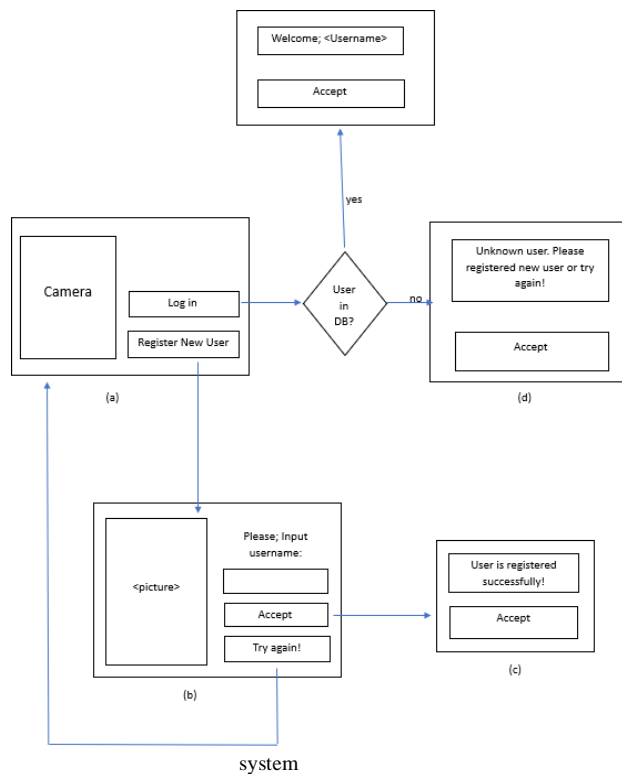 Welcome; <Username>
Accept
yes
Camera
Log in
Register New User
(a)
User
in
DB?
no
Unknown user. Please
registered new user or try
again!
Accept
(d)
<picture>
Please; Input
username:
Accept
Try again!
(b)
User is registered
successfully!
Accept
(c)
system